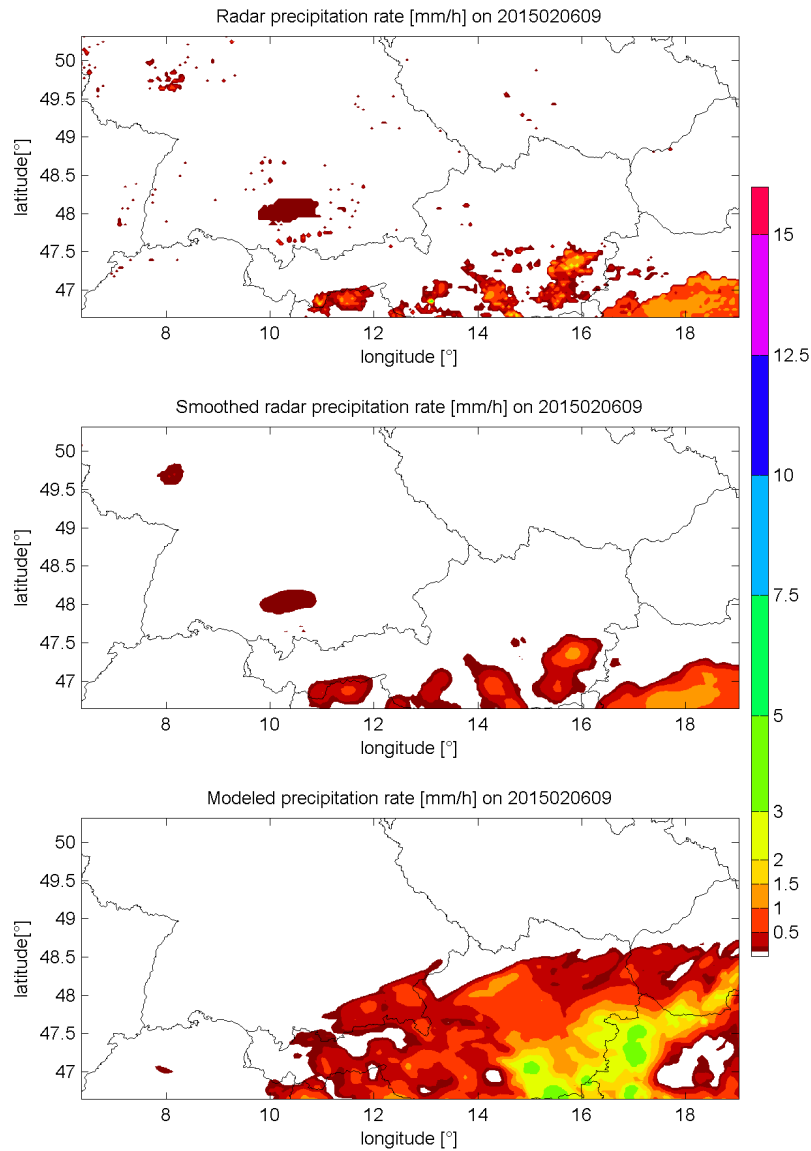 Radar precipitation rate [mm/h] on 2015020609
50
49.5
49
48.5
48
47.5
47
latitude[°]
8 10 12 14 16 18
longitude [°]
Smoothed radar precipitation rate [mm/h] on 2015020609
50
49.5
49
48.5
48
47.5
47
latitude[°]
8 10 12 14 16 18
longitude [°]
Modeled precipitation rate [mm/h] on 2015020609
50
49.5
49
48.5
48
47.5
47
latitude[°]
8 10 12 14 16 18
longitude [°]
15
12.5
10
7.5
5
3
2
1.5
1
0.5